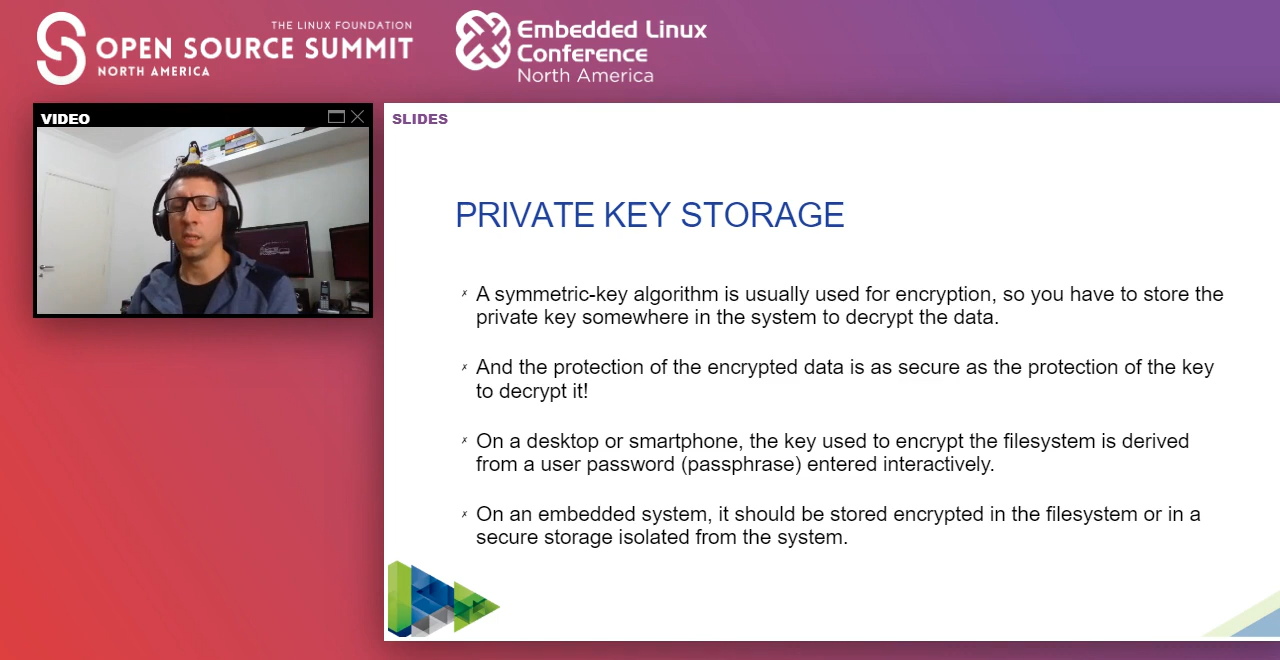 THE LINUX FOUNDATION
OPEN SOURCE SUMMIT
NORTH AMERICA
Embedded Linux
Conference
North America
VIDEO
SLIDES
PRIVATE KEY STORAGE
✗ A symmetric-key algorithm is usually used for encryption, so you have to store the
private key somewhere in the system to decrypt the data.
✗ And the protection of the encrypted data is as secure as the protection of the key
to decrypt it!
✗ On a desktop or smartphone, the key used to encrypt the filesystem is derived
from a user password (passphrase) entered interactively.
✗ On an embedded system, it should be stored encrypted in the filesystem or in a
secure storage isolated from the system.